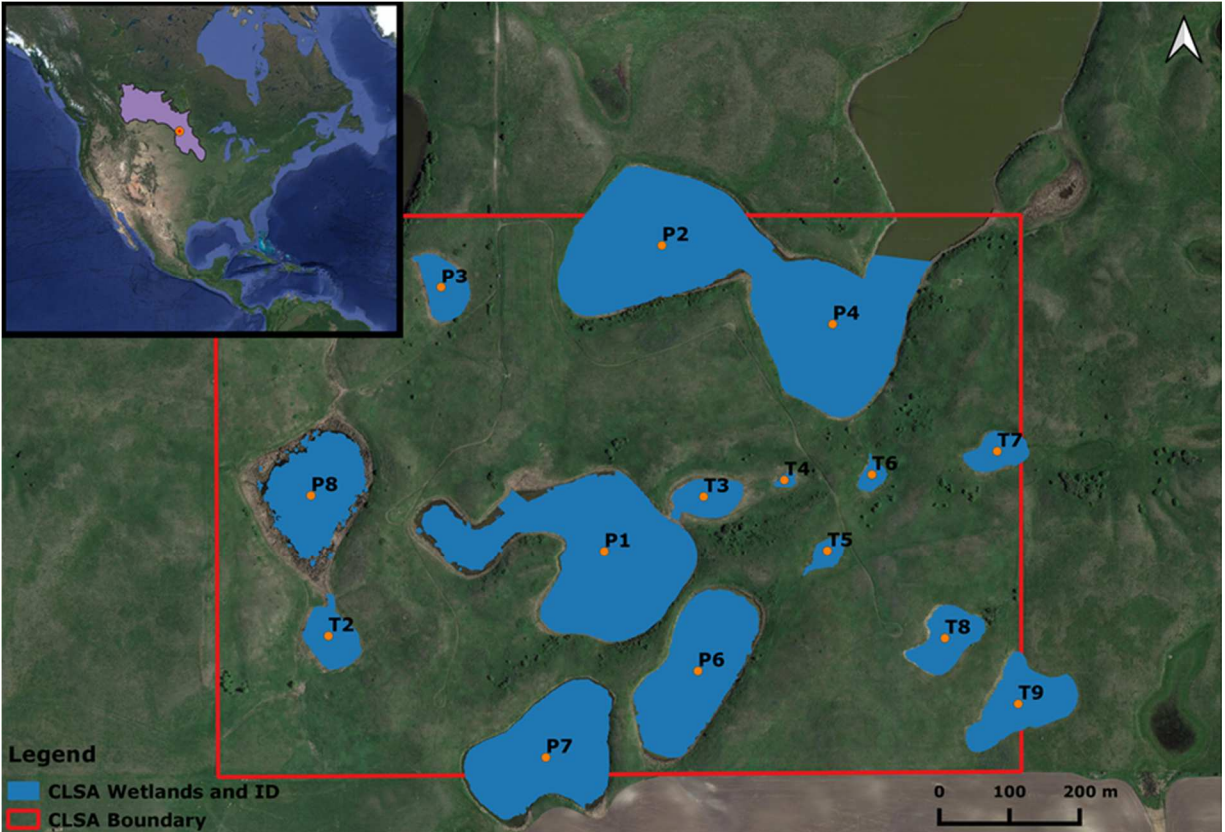 P2
P3
P4
T7
T6
T4
P8
T3
P1
T5
T2
T8
P6
T9
P7
Legend
CLSA Wetlands and ID
CLSA Boundary
0 100 200 m